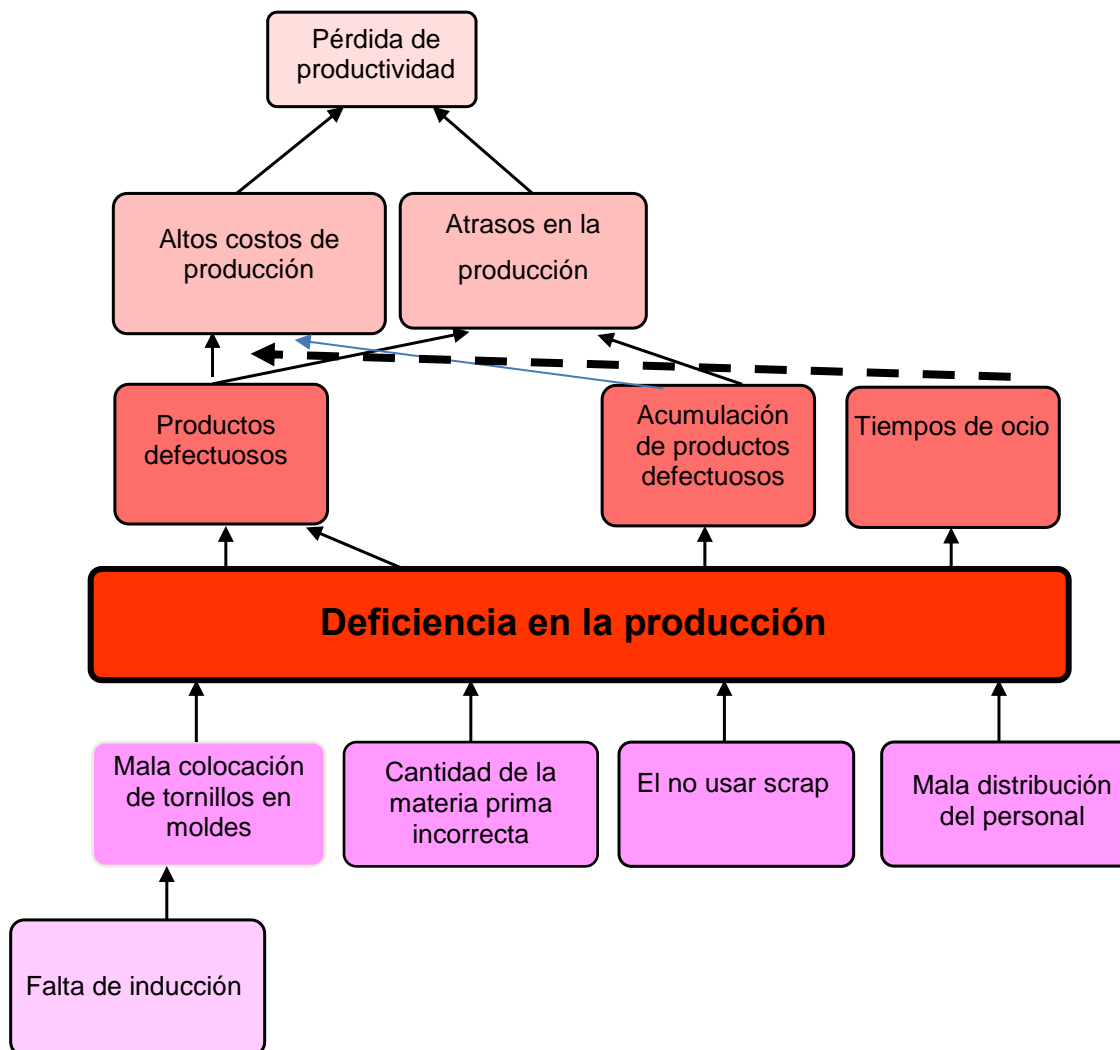 Pérdida de
productividad
Altos costos de
producción
Atrasos en la
producción
Productos
defectuosos
Acumulación
de productos
defectuosos
Tiempos de ocio
Deficiencia en la producción
Mala colocación
de tornillos en
moldes
Cantidad de la
materia prima
incorrecta
El no usar scrap
Mala distribución
del personal
Falta de inducción